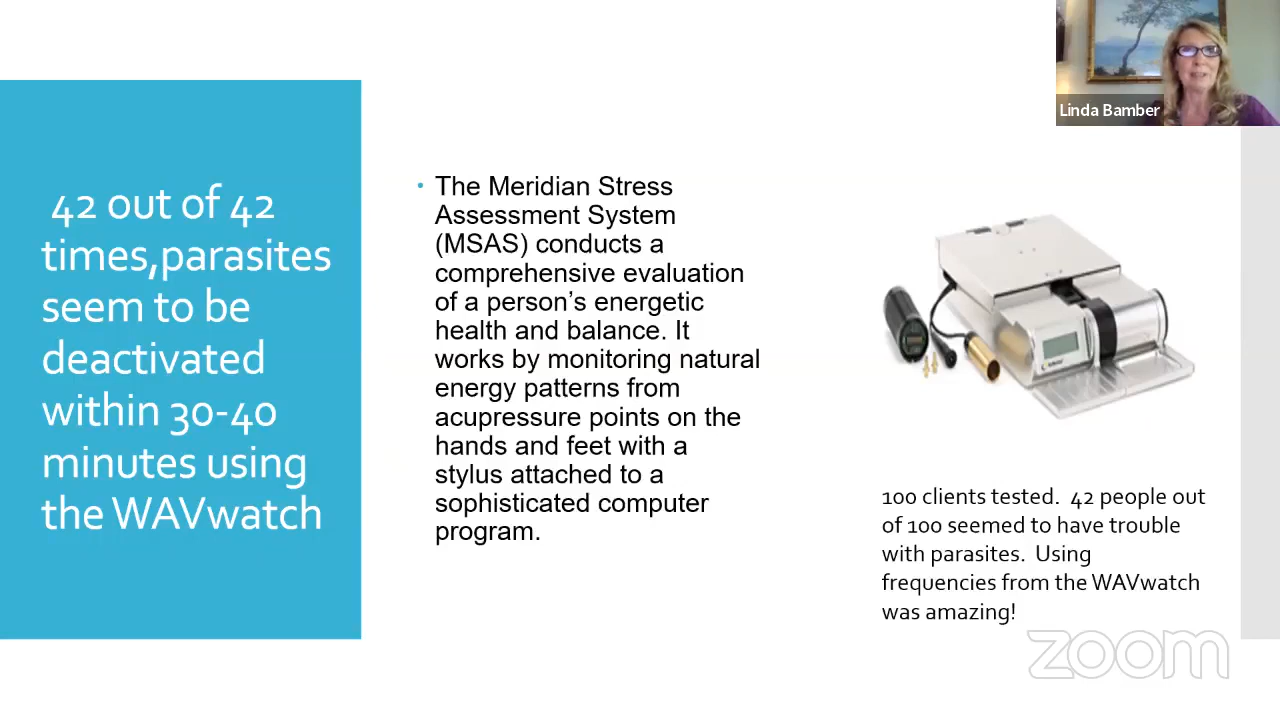 42 out of 42
times,parasites
seem to be
deactivated
within 30-40
minutes using
the WAVwatch
• The Meridian Stress
Assessment System
(MSAS) conducts a
comprehensive evaluation
of a person’s energetic
health and balance. It
works by monitoring natural
energy patterns from
acupressure points on the
hands and feet with a
stylus attached to a
sophisticated computer
program.
Linda Bamber
100 clients tested. 42 people out
of 100 seemed to have trouble
with parasites. Using
frequencies from the WAVwatch
was amazing!
zoom